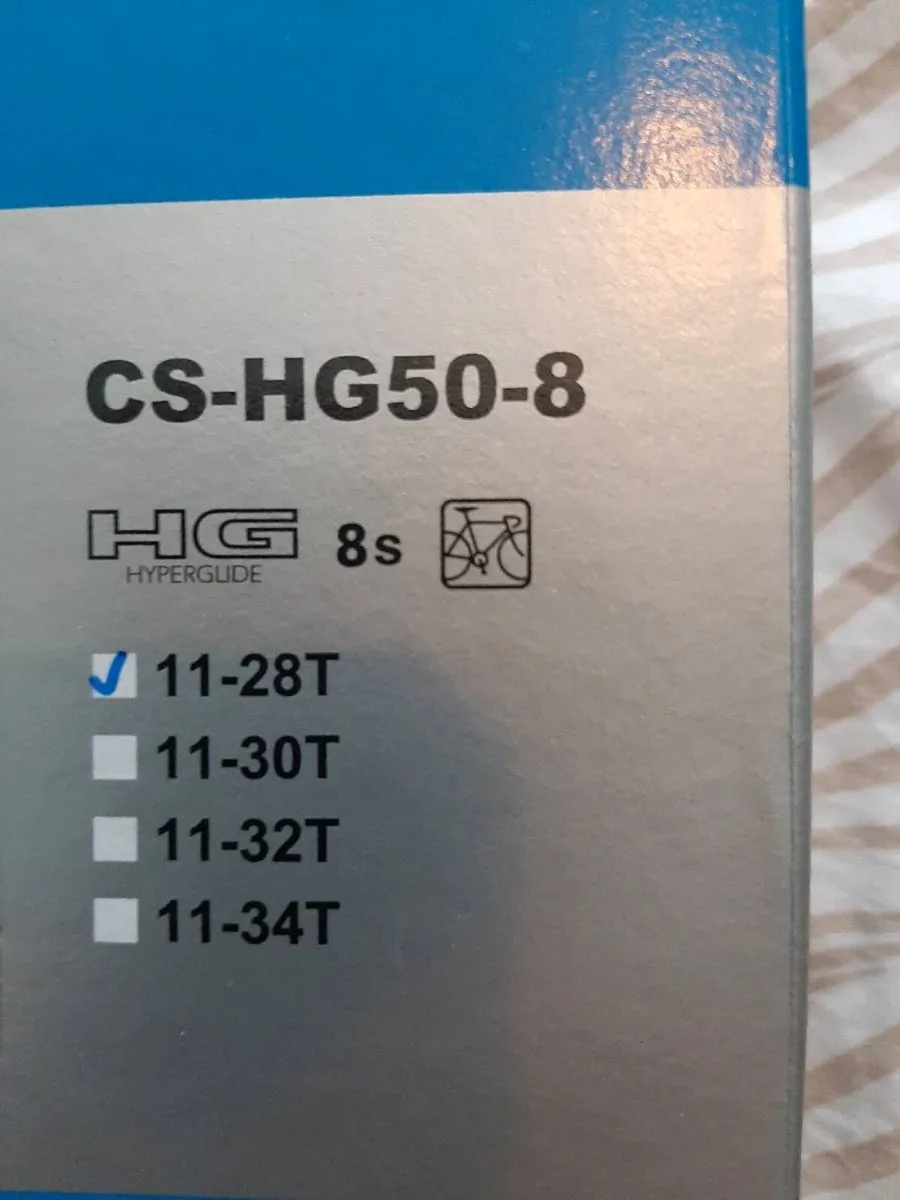 CS-HG50-8
HG 8s
HYPERGLIDE
11-28T
11-30T
11-32T
11-34T